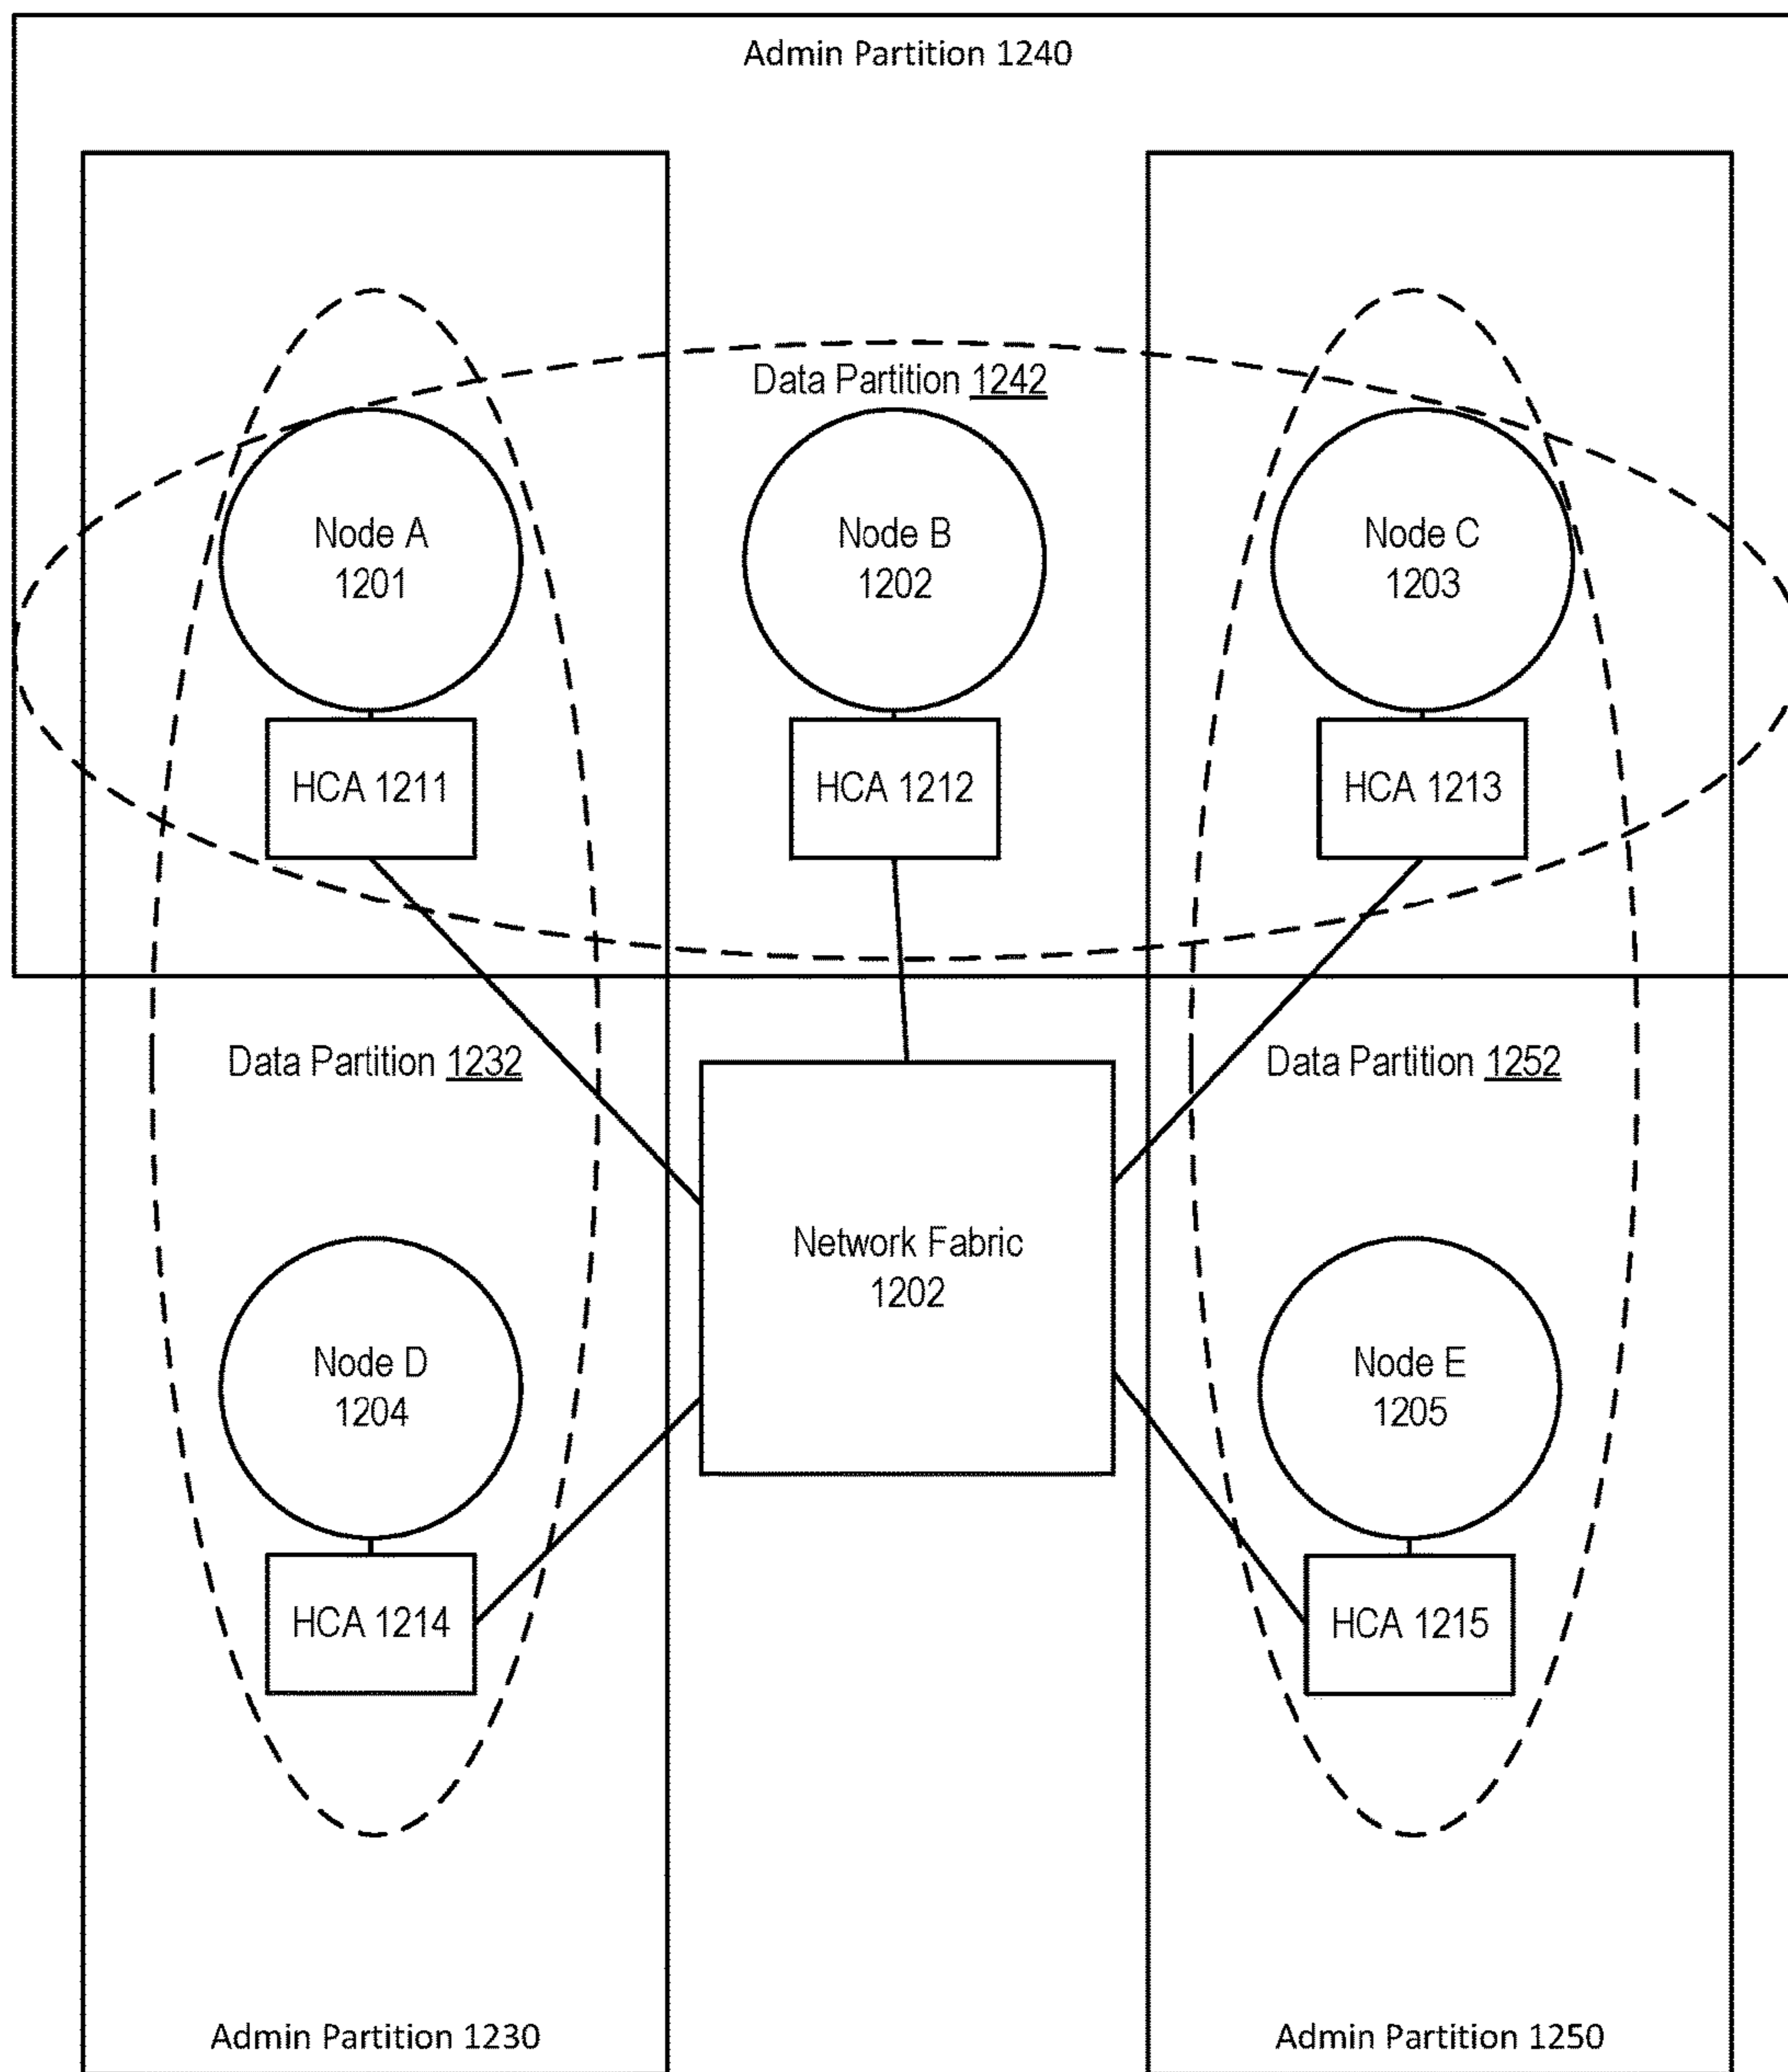 Admin Partition 1240
Data Partition 1242
Node A
1201
Node B
1202
Node C
1203
HCA 1211
HCA 1212
HCA 1213
Data Partition 1232
Data Partition 1252
Network Fabric
1202
Node D
1204
Node E
1205
HCA 1214
HCA 1215
Admin Partition 1230
Admin Partition 1250